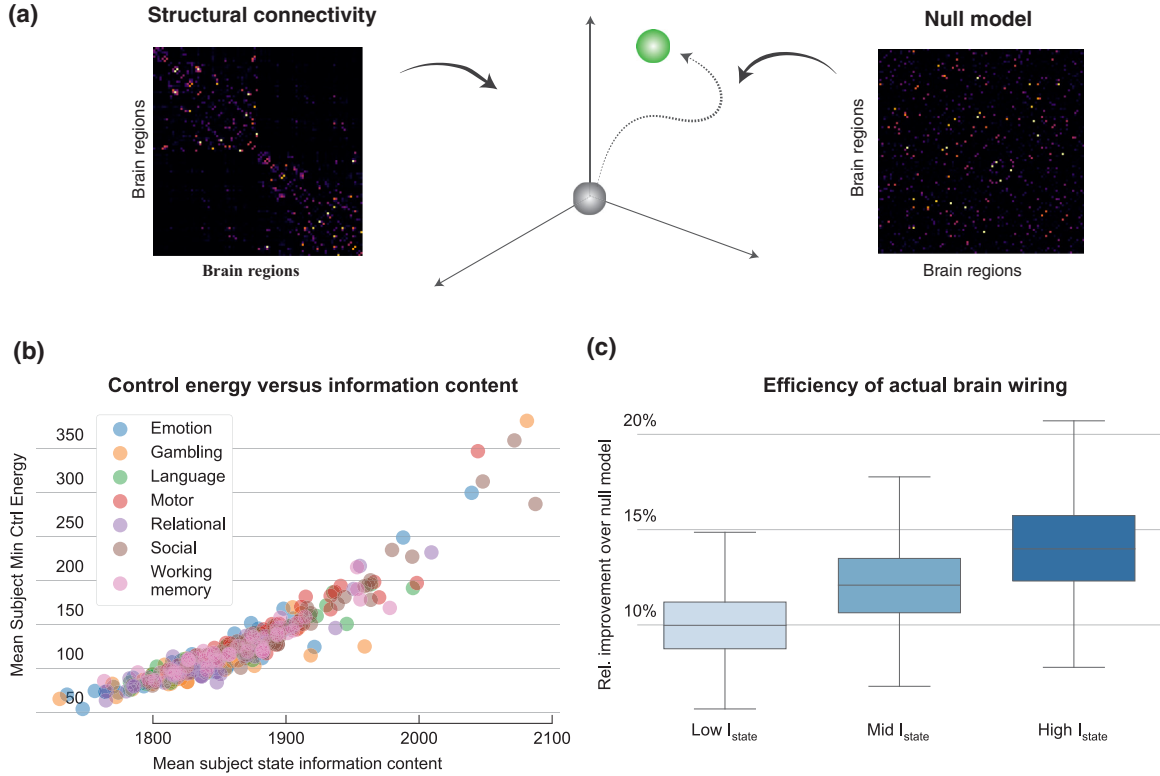 (a)
Structural connectivity
Null model
Brain regions
Brain regions
Brain regions
Brain regions
(b)
Control energy versus information content
Mean Subject Min Ctrl Energy
350
300
250
200
150
100
50
Emotion
Gambling
Language
Motor
Relational
Social
Working
memory
1800
1900
2000
2100
Mean subject state information content
(c)
Efficiency of actual brain wiring
Rel. improvement over null model
20%
15%
10%
Low I_state
Mid I_state
High I_state